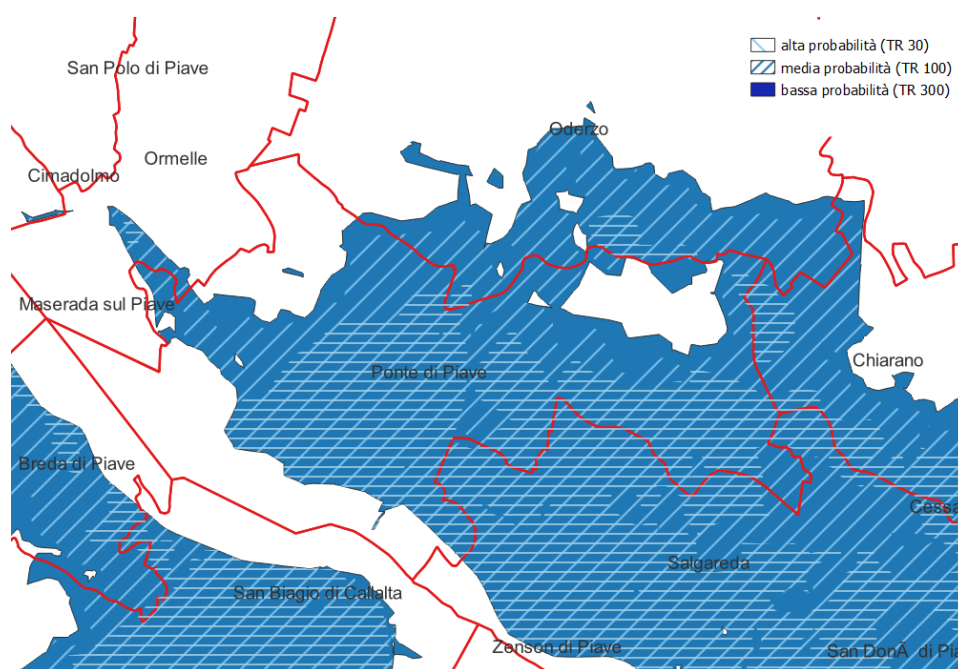 alta probabilità (TR 30)
San Polo di Piave
media probabilità (TR 100)
bassa probabilità (TR 300)
Oderzo
Ormelle
Cimadolmo
Maserada sul Piave
Chiarano
Ponte di Piave
Breda di Piave
Cessa
Salgareda
San Biagio di Callalta
Zenson di Piave
San DonÃ di Pia